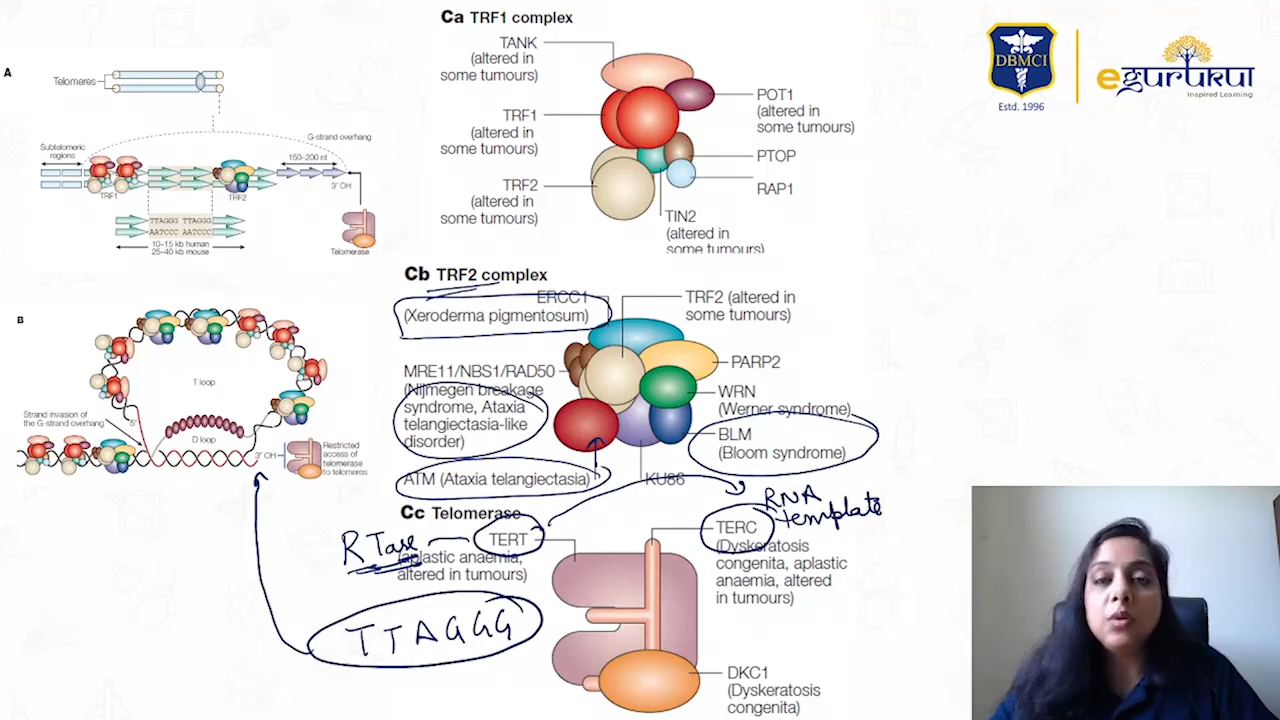 Ca TRF1 complex
TANK
(altered in
some tumours)
TRF1
(altered in
some tumours)
TRF2
(altered in
some tumours)
POT1
(altered in
some tumours)
PTOP
RAP1
TIN2
(altered in
some tumours)
DBMCI
Estd. 1996
egurukul
Inspired Learning
A
Telomeres
G-strand overhang
Subtelomeric
regions
150–200 nt
TRF1
TRF2
3' OH
TTAGGG TTAGGG
AATCCC AATCCC
10–15 kb human
25–40 kb mouse
Telomerase
B
T loop
Strand invasion of
the G-strand overhang
5'
D loop
3' OH
Restricted
access of
telomerase
to telomeres
Cb TRF2 complex
ERCC1
(Xeroderma pigmentosum)
TRF2 (altered in
some tumours)
MRE11/NBS1/RAD50
(Nijmegen breakage
syndrome, Ataxia
telangiectasia-like
disorder)
PARP2
WRN
(Werner syndrome)
BLM
(Bloom syndrome)
ATM (Ataxia telangiectasia)
KU86
Cc Telomerase
RNA
template
RTase
TERT
(aplastic anaemia,
altered in tumours)
TERC
(Dyskeratosis
congenita, aplastic
anaemia, altered
in tumours)
TTAGGG
DKC1
(Dyskeratosis
congenita)